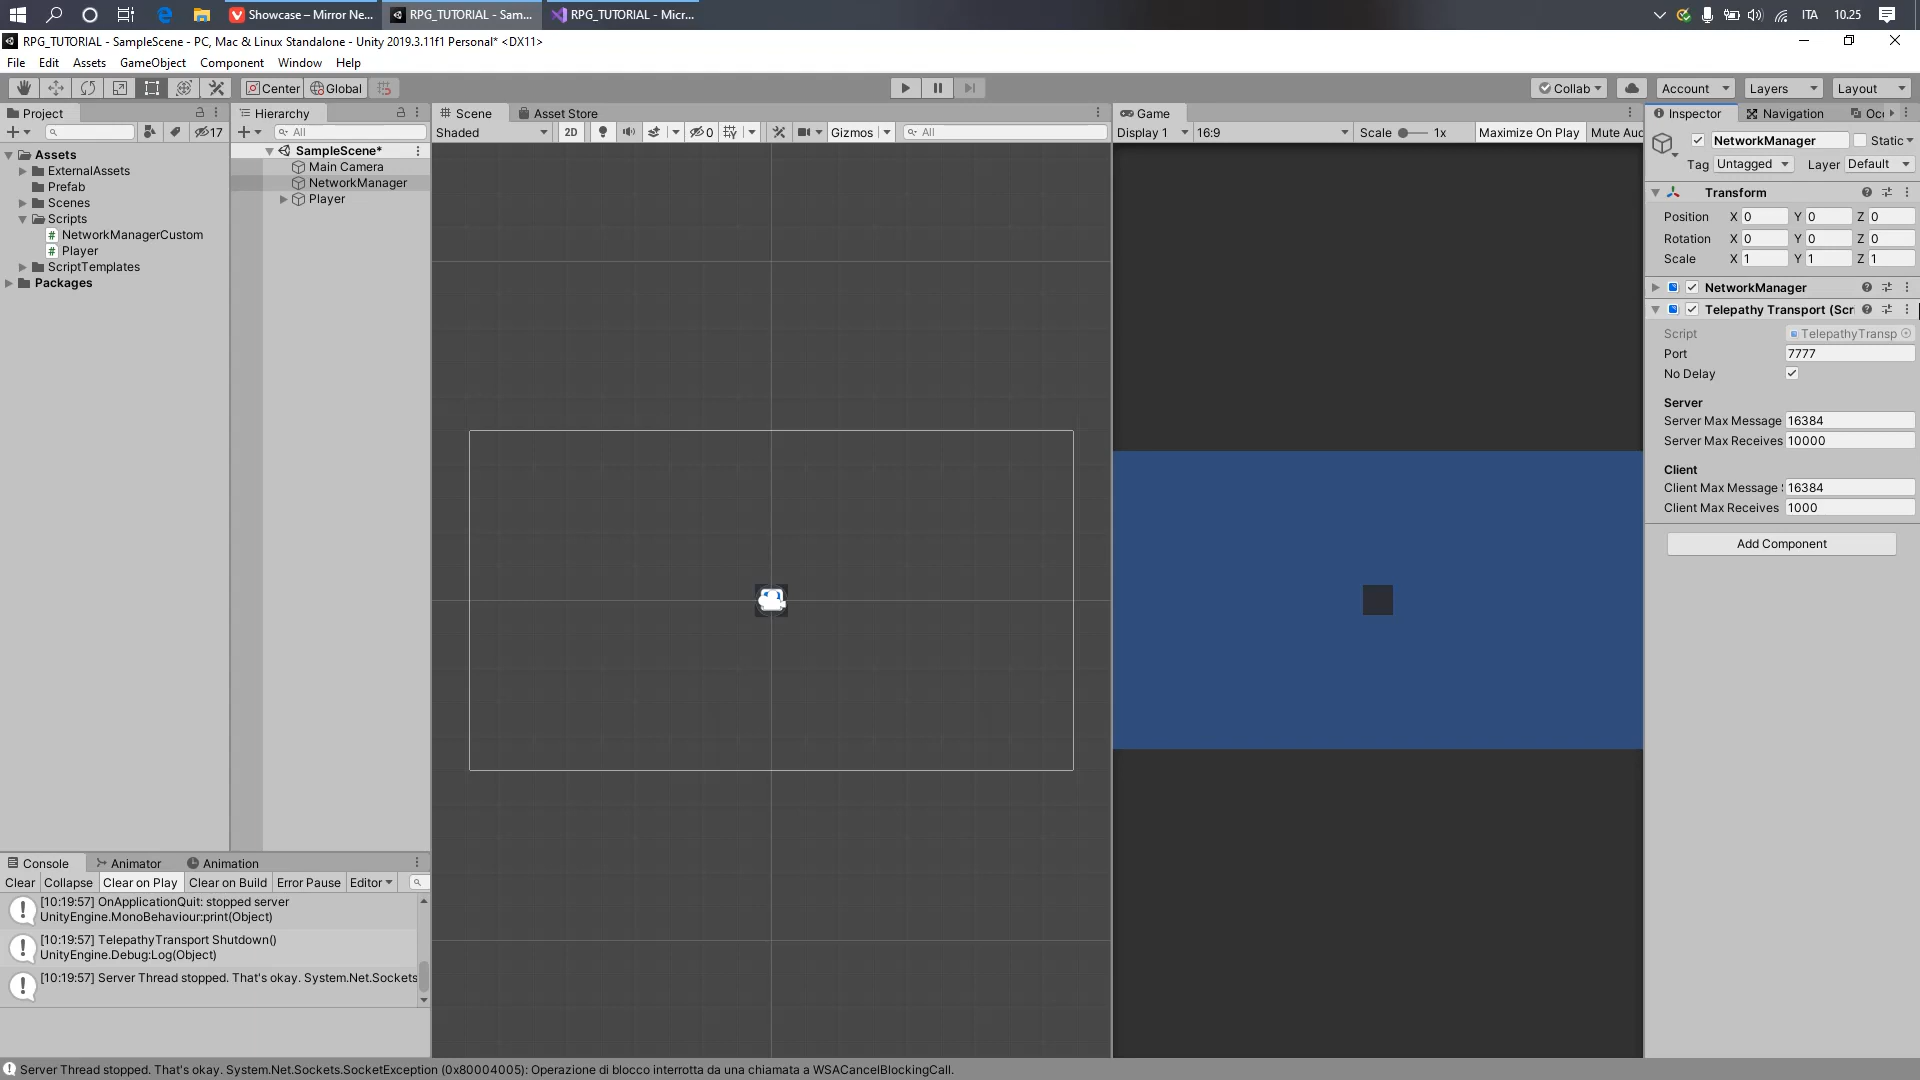 Showcase – Mirror Ne...
RPG_TUTORIAL - Sam...
RPG_TUTORIAL - Micr...
ITA
10.25
RPG_TUTORIAL - SampleScene - PC, Mac & Linux Standalone - Unity 2019.3.11f1 Personal* <DX11>
File Edit Assets GameObject Component Window Help
Center
Global
Collab
Account
Layers
Layout
Project
17
Assets
ExternalAssets
Prefab
Scenes
Scripts
NetworkManagerCustom
Player
ScriptTemplates
Packages
Hierarchy
All
SampleScene*
Main Camera
NetworkManager
Player
Scene
Asset Store
Shaded
2D
0
Gizmos
All
Game
Display 1
16:9
Scale
1x
Maximize On Play
Mute Auc
Inspector
Navigation
Oc
NetworkManager
Static
Tag Untagged
Layer Default
Transform
Position X 0 Y 0 Z 0
Rotation X 0 Y 0 Z 0
Scale X 1 Y 1 Z 1
NetworkManager
Telepathy Transport (Scr
Script TelepathyTransp
Port 7777
No Delay
Server
Server Max Message 16384
Server Max Receives 10000
Client
Client Max Message 16384
Client Max Receives 1000
Add Component
Console
Animator
Animation
Clear Collapse Clear on Play Clear on Build Error Pause Editor
[10:19:57] OnApplicationQuit: stopped server
UnityEngine.MonoBehaviour:print(Object)
[10:19:57] TelepathyTransport Shutdown()
UnityEngine.Debug:Log(Object)
[10:19:57] Server Thread stopped. That's okay. System.Net.Sockets
Server Thread stopped. That's okay. System.Net.Sockets.SocketException (0x80004005): Operazione di blocco interrotta da una chiamata a WSACancelBlockingCall.